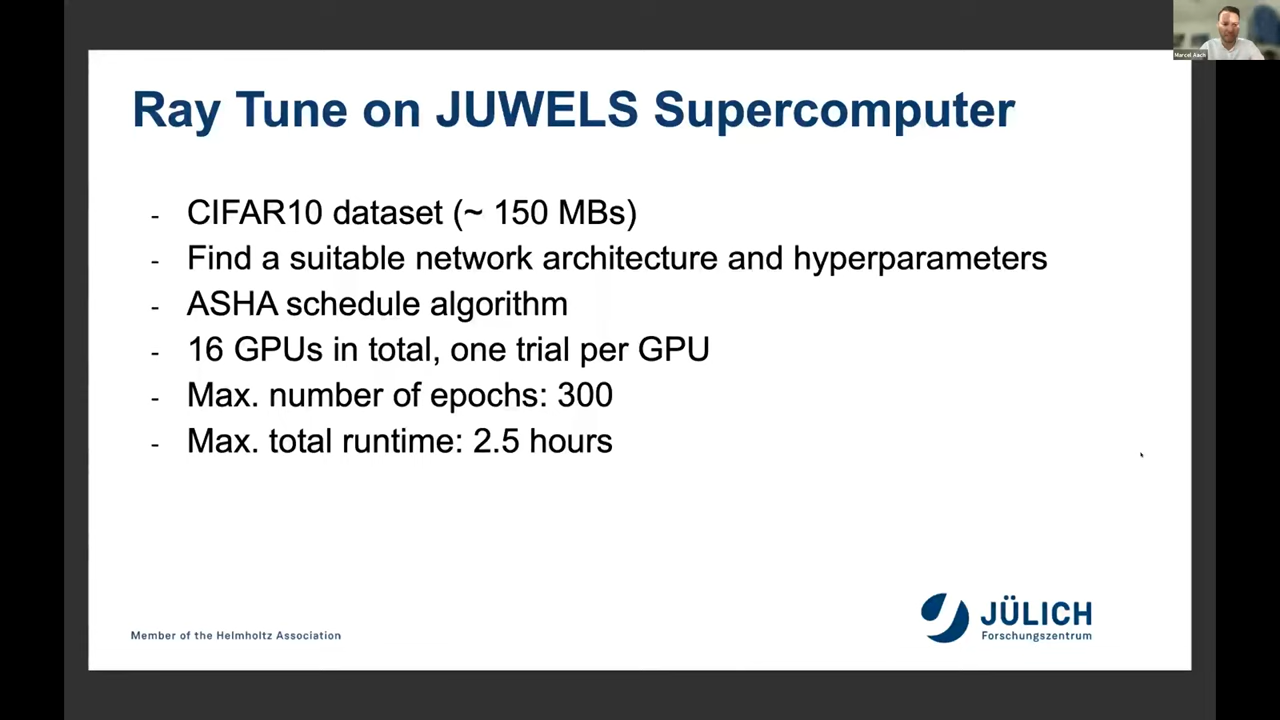 Ray Tune on JUWELS Supercomputer
- CIFAR10 dataset (~ 150 MBs)
- Find a suitable network architecture and hyperparameters
- ASHA schedule algorithm
- 16 GPUs in total, one trial per GPU
- Max. number of epochs: 300
- Max. total runtime: 2.5 hours
Member of the Helmholtz Association
JÜLICH
Forschungszentrum
Marcel Aach